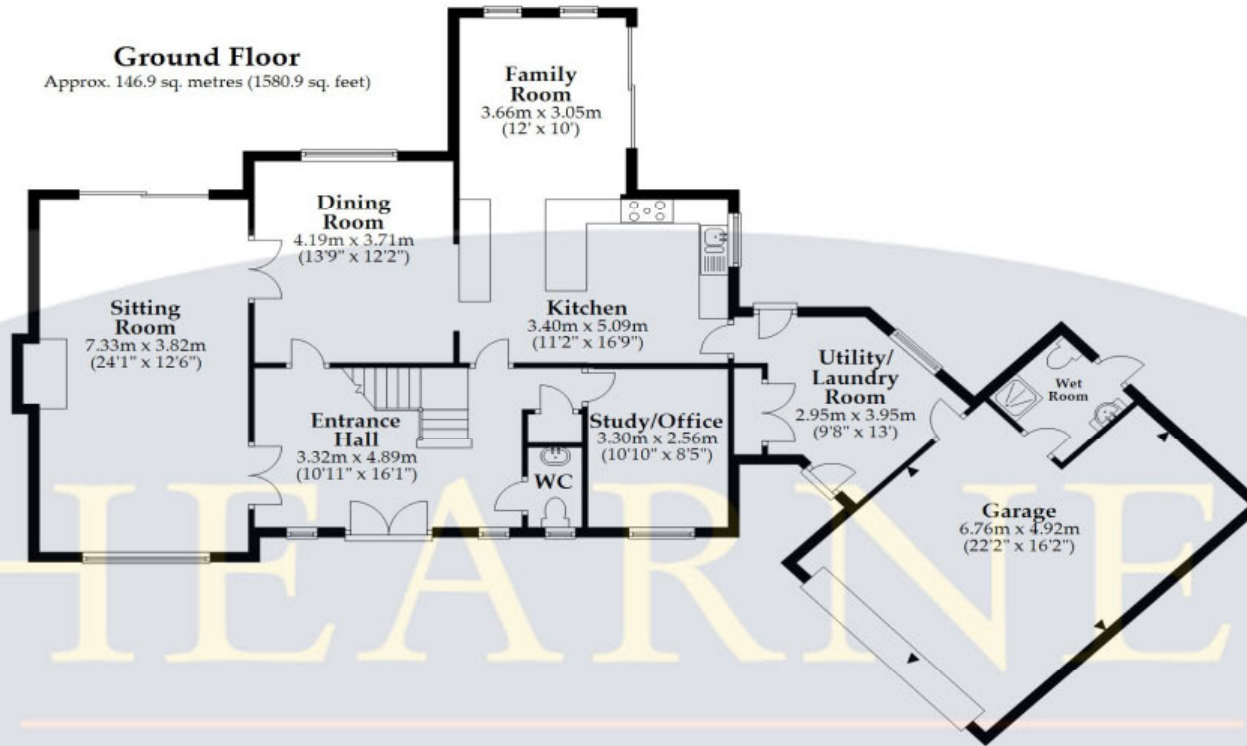 Ground Floor
Approx. 146.9 sq. metres (1580.9 sq. feet)
Family
Room
3.66m x 3.05m
(12' x 10')
Dining
Room
4.19m x 3.71m
(13'9" x 12'2")
Sitting
Room
7.33m x 3.82m
(24'1" x 12'6")
Kitchen
3.40m x 5.09m
(11'2" x 16'9")
Utility/
Laundry
Room
2.95m x 3.95m
(9'8" x 13')
Wet
Room
Entrance
Hall
3.32m x 4.89m
(10'11" x 16'1")
Study/Office
3.30m x 2.56m
(10'10" x 8'5")
WC
Garage
6.76m x 4.92m
(22'2" x 16'2")
HEARNE